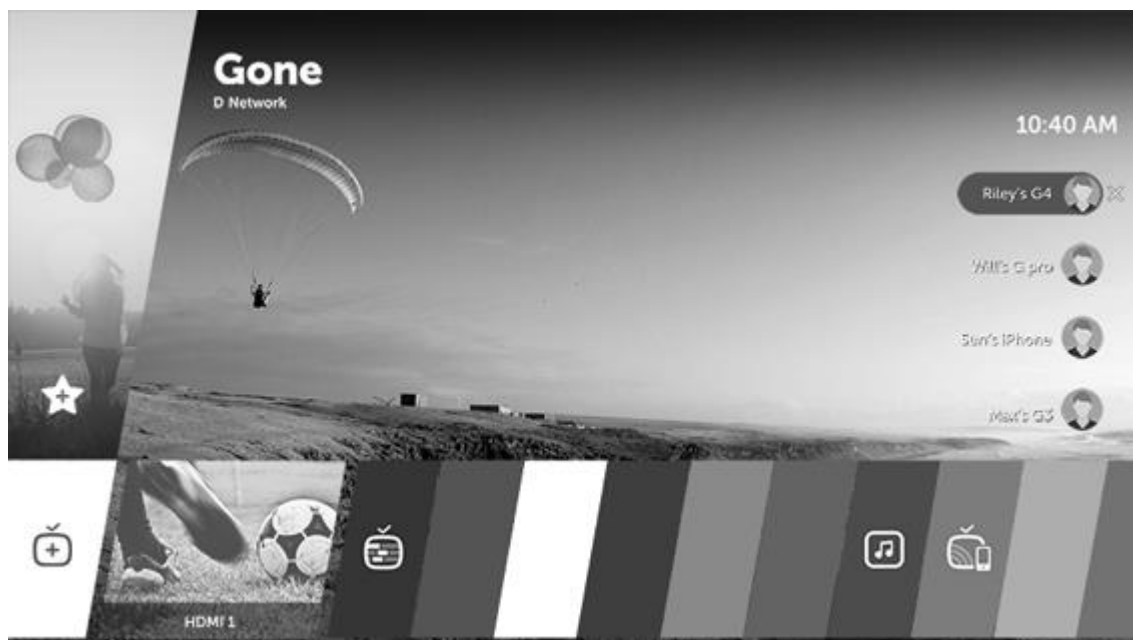 Gone
D Network
10:40 AM
Riley's G4
Will's G pro
Sun's iPhone
Max's G3
HDMI 1